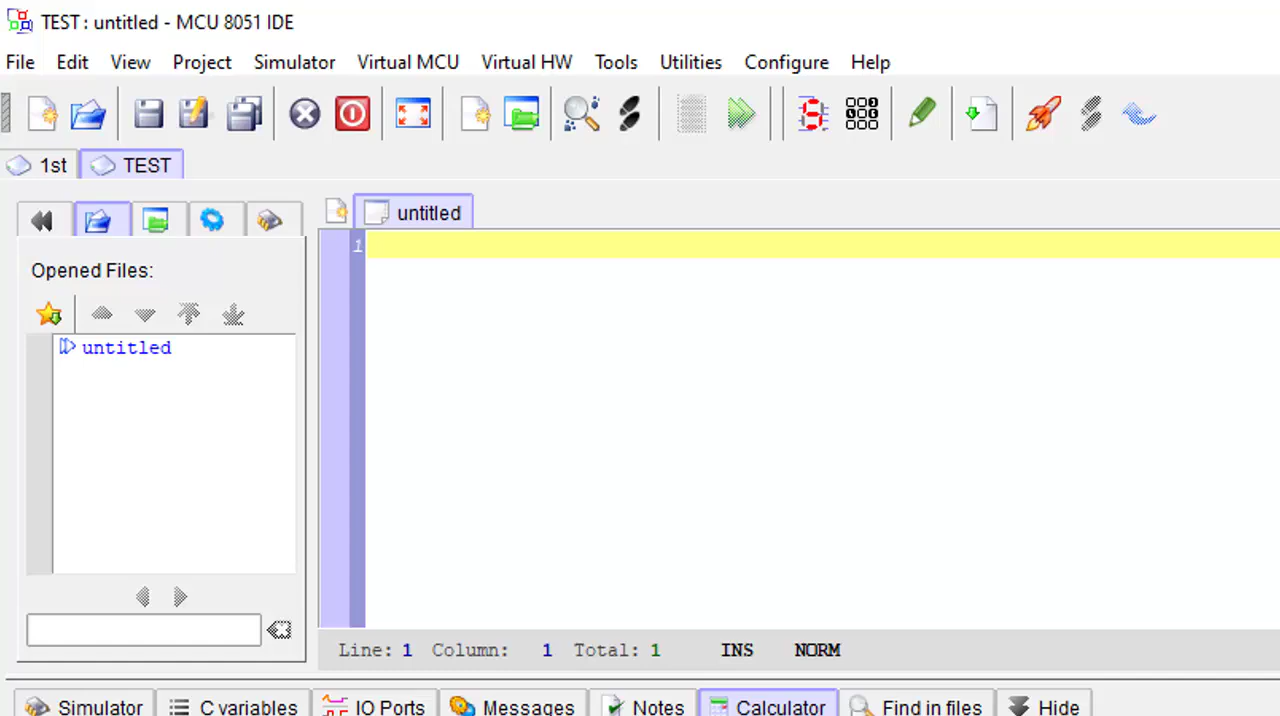 TEST : untitled - MCU 8051 IDE
File Edit View Project Simulator Virtual MCU Virtual HW Tools Utilities Configure Help
1st TEST
untitled
1
Opened Files:
untitled
Line: 1 Column: 1 Total: 1 INS NORM
Simulator C variables IO Ports Messages Notes Calculator Find in files Hide